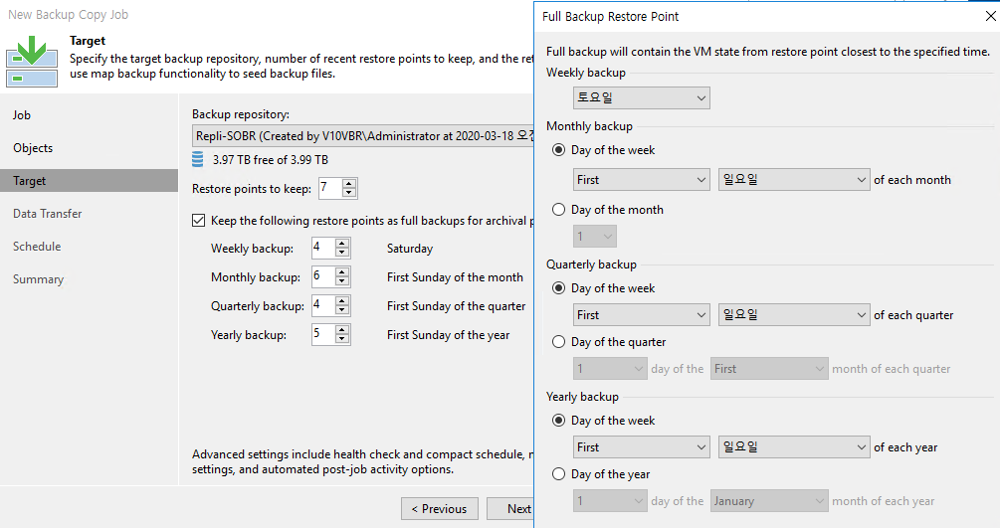 New Backup Copy Job
Target
Specify the target backup repository, number of recent restore points to keep, and the ret
use map backup functionality to seed backup files.
Job
Objects
Target
Data Transfer
Schedule
Summary
Backup repository:
Repli-SOBR (Created by V10VBR\Administrator at 2020-03-18 오전
3.97 TB free of 3.99 TB
Restore points to keep: 7
Keep the following restore points as full backups for archival p
Weekly backup: 4 Saturday
Monthly backup: 6 First Sunday of the month
Quarterly backup: 4 First Sunday of the quarter
Yearly backup: 5 First Sunday of the year
Advanced settings include health check and compact schedule, n
settings, and automated post-job activity options.
< Previous
Next
Full Backup Restore Point
Full backup will contain the VM state from restore point closest to the specified time.
Weekly backup
토요일
Monthly backup
Day of the week
First 일요일 of each month
Day of the month
1
Quarterly backup
Day of the week
First 일요일 of each quarter
Day of the quarter
1 day of the First month of each quarter
Yearly backup
Day of the week
First 일요일 of each year
Day of the year
1 day of the January month of each year